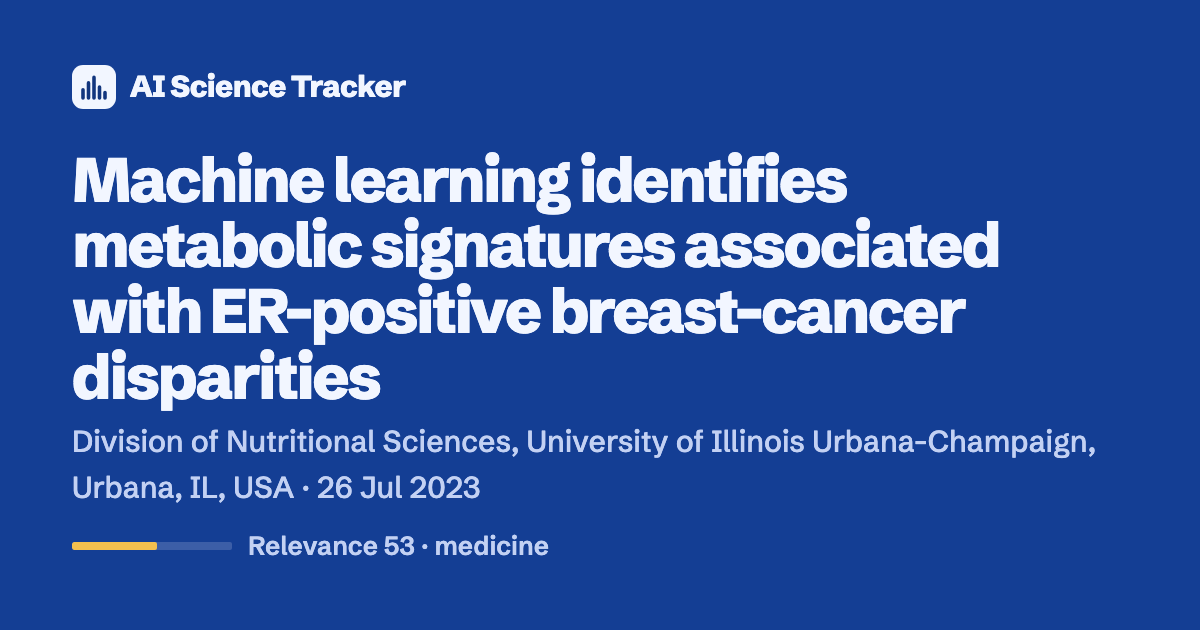 AI Science Tracker
Machine learning identifies
metabolic signatures associated
with ER-positive breast-cancer
disparities
Division of Nutritional Sciences, University of Illinois Urbana-Champaign,
Urbana, IL, USA · 26 Jul 2023
Relevance 53 · medicine